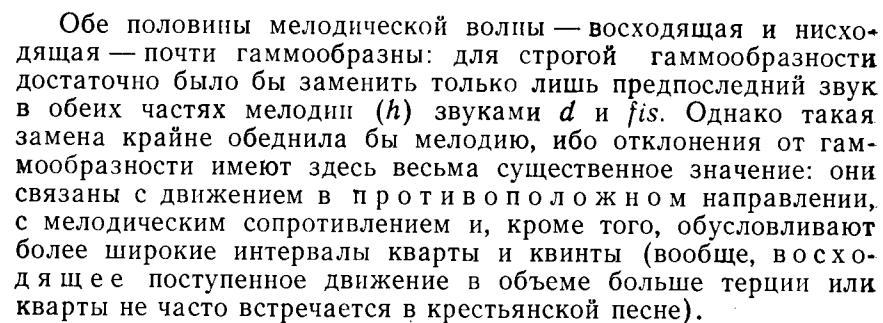 Обе половины мелодической волны — восходящая и нисхо-
дящая — почти гаммообразны: для строгой гаммообразности
достаточно было бы заменить только лишь предпоследний звук
в обеих частях мелодии (h) звуками d и fis. Однако такая
замена крайне обеднила бы мелодию, ибо отклонения от гам-
мообразности имеют здесь весьма существенное значение: они
связаны с движением в противоположном направлении,
с мелодическим сопротивлением и, кроме того, обусловливают
более широкие интервалы кварты и квинты (вообще, восхо-
дящее поступенное движение в объеме больше терции или
кварты не часто встречается в крестьянской песне).